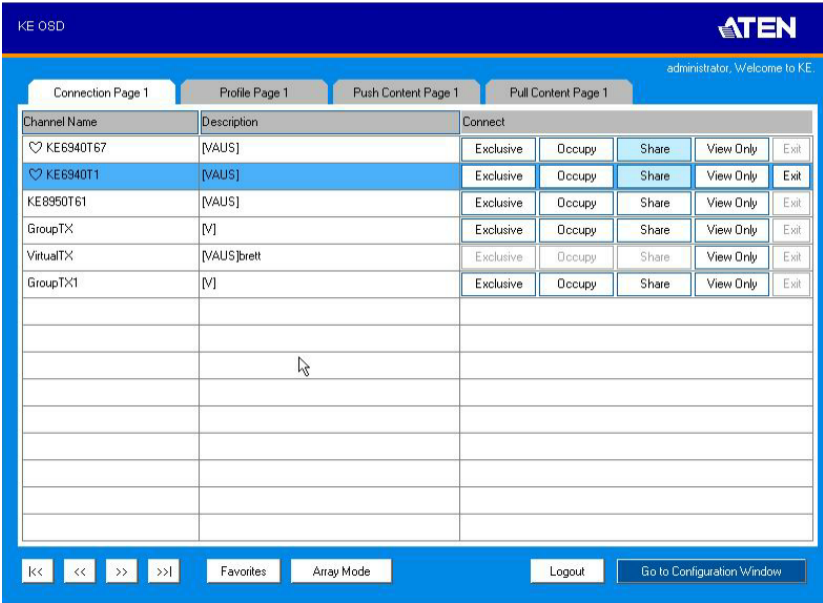 KE OSD
ATEN
administrator, Welcome to KE.
Connection Page 1 Profile Page 1 Push Content Page 1 Pull Content Page 1
Channel Name Description Connect
KE6940T67 [VAUS] Exclusive Occupy Share View Only Exit
KE6940T1 [VAUS] Exclusive Occupy Share View Only Exit
KE8950T61 [VAUS] Exclusive Occupy Share View Only Exit
GroupTX [V] Exclusive Occupy Share View Only Exit
VirtualTX [VAUS]brett Exclusive Occupy Share View Only Exit
GroupTX1 [V] Exclusive Occupy Share View Only Exit
|<< << >> >>| Favorites Array Mode Logout Go to Configuration Window